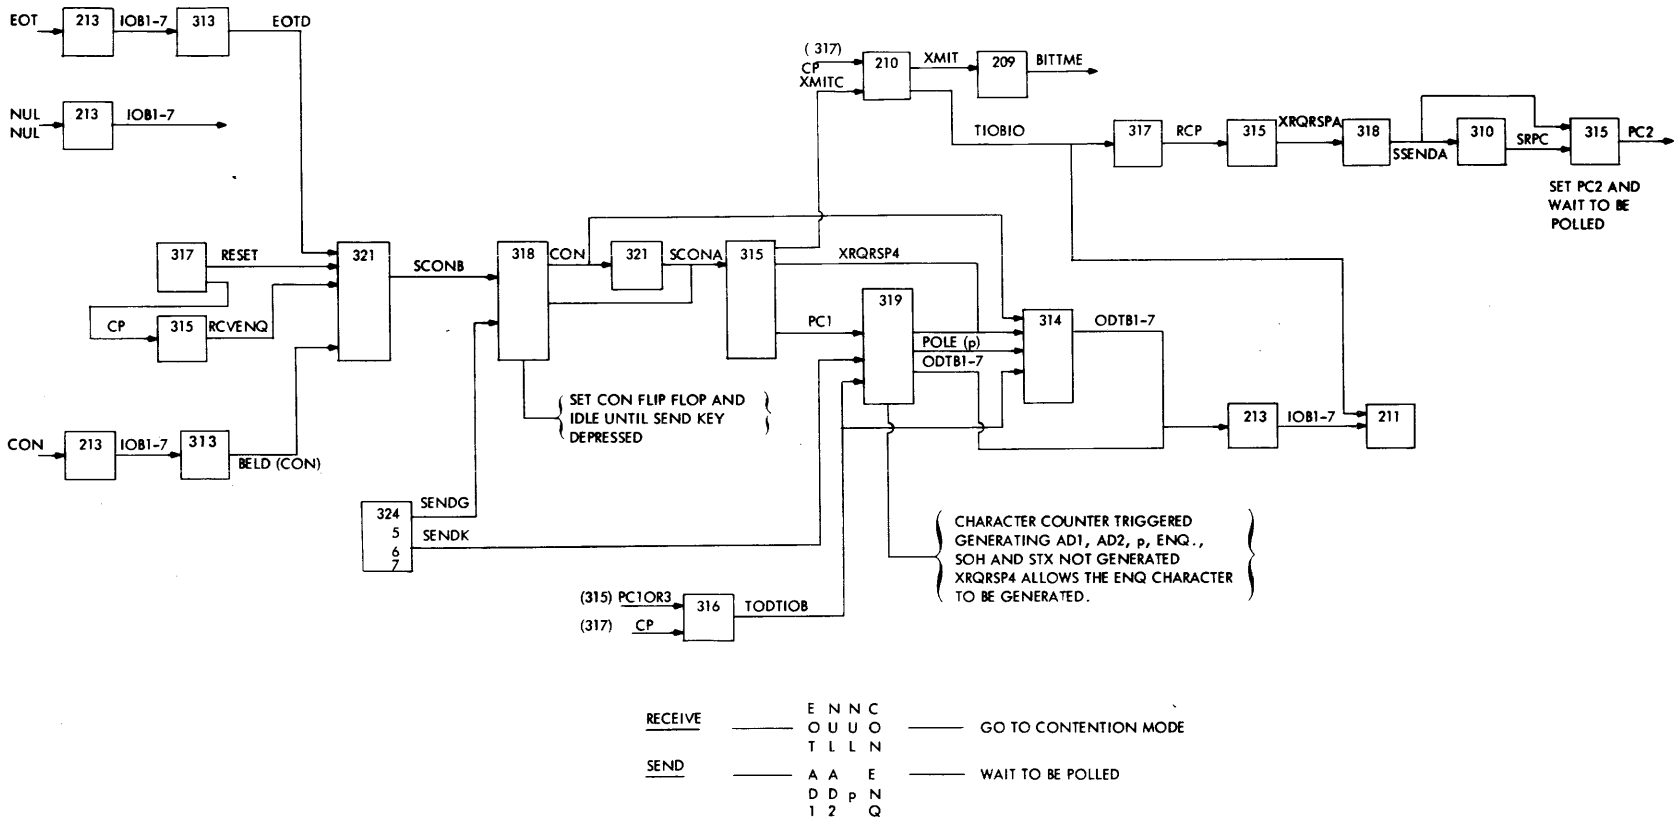 EOT
213
IOB1-7
313
EOTD
NUL
NUL
213
IOB1-7
317
RESET
CP
315
RCVENQ
321
SCONB
CON
213
IOB1-7
313
BELD (CON)
318
CON
321
SCONA
315
XRQRSP4
PC1
{ SET CON FLIP FLOP AND
IDLE UNTIL SEND KEY
DEPRESSED }
324
5
6
7
SENDG
SENDK
(315) PC1OR3
(317) CP
316
TODTIOB
(317)
CP
XMITC
210
XMIT
209
BITTME
TIOBIO
317
RCP
315
XRQRSPA
318
SSENDA
310
SRPC
315
PC2
SET PC2 AND
WAIT TO BE
POLLED
319
POLE (p)
ODTB1-7
314
ODTB1-7
213
IOB1-7
211
{ CHARACTER COUNTER TRIGGERED
GENERATING AD1, AD2, p, ENQ.,
SOH AND STX NOT GENERATED
XRQRSP4 ALLOWS THE ENQ CHARACTER
TO BE GENERATED. }
RECEIVE
E N N C
O U U O
T L L N
GO TO CONTENTION MODE
SEND
A A E
D D p N
1 2 Q
WAIT TO BE POLLED